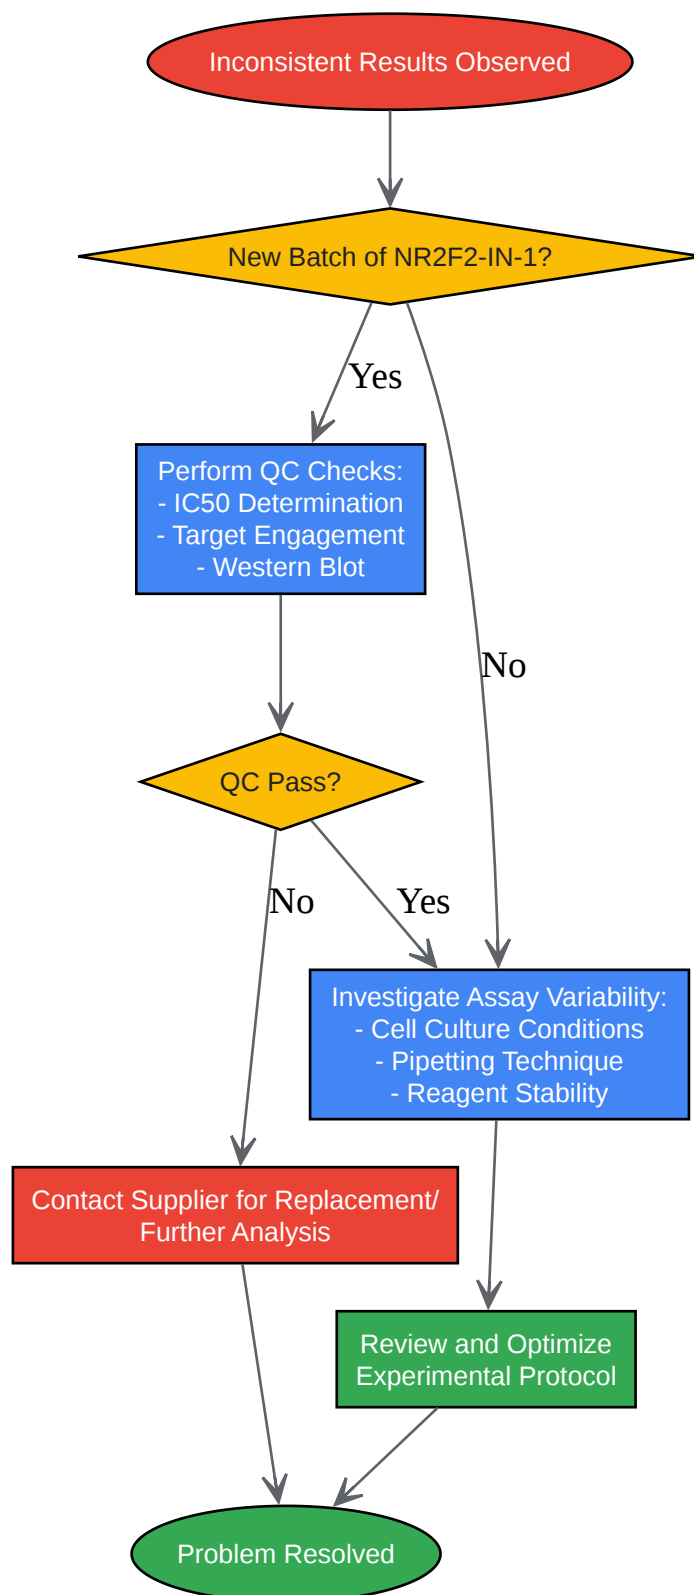 Inconsistent Results Observed
New Batch of NR2F2-IN-1?
Yes
Perform QC Checks:
- IC50 Determination
- Target Engagement
- Western Blot
No
QC Pass?
No
Yes
Investigate Assay Variability:
- Cell Culture Conditions
- Pipetting Technique
- Reagent Stability
Contact Supplier for Replacement/
Further Analysis
Review and Optimize
Experimental Protocol
Problem Resolved